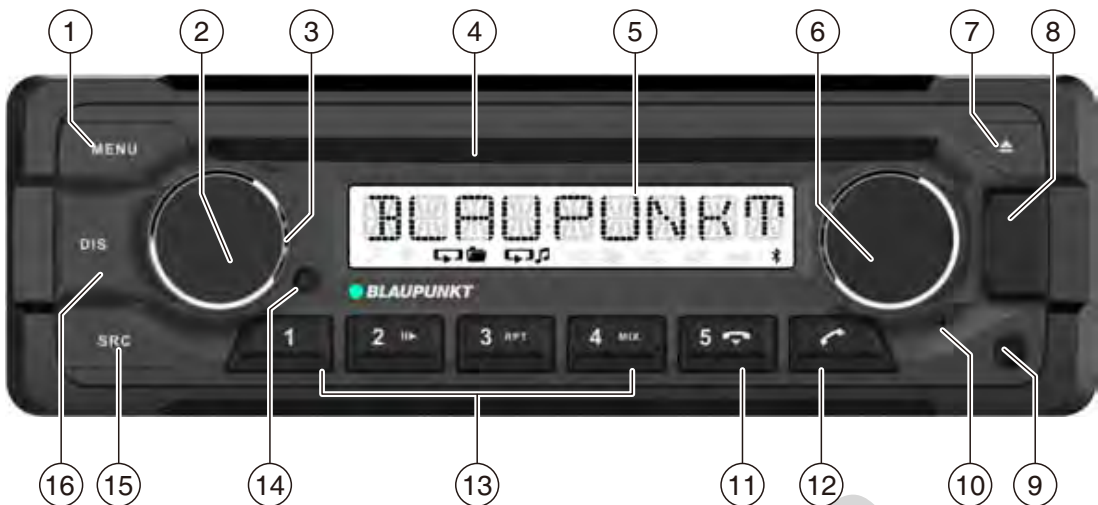 1 2 3 4 5 6 7 8
MENU
BLAUPUNKT
DIS
BLAUPUNKT
1 2 3 RPT 4 MIX 5
SRC
16 15 14 13 11 12 10 9